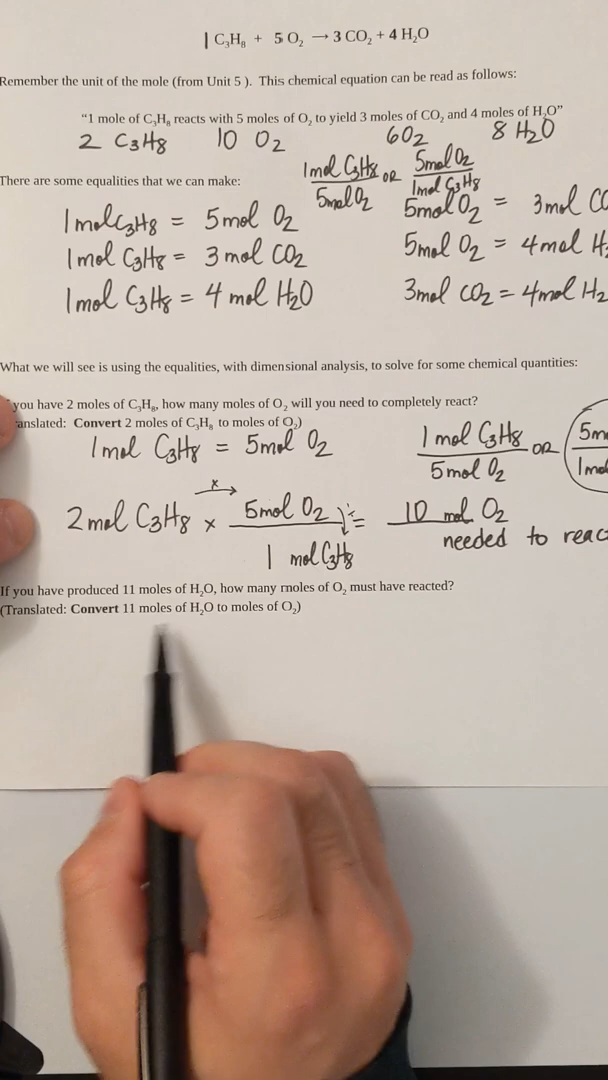 1 C₃H₈ + 5 O₂ → 3 CO₂ + 4 H₂O
Remember the unit of the mole (from Unit 5 ). This chemical equation can be read as follows:
"1 mole of C₃H₈ reacts with 5 moles of O₂ to yield 3 moles of CO₂ and 4 moles of H₂O"
2 C3H8 10 O2 6O2 8 H2O
There are some equalities that we can make:
1mol C3H8 / 5mol O2 OR 5mol O2 / 1mol C3H8
1molC3H8 = 5mol O2
5mol O2 = 3mol CO
1mol C3H8 = 3 mol CO2
5mol O2 = 4mol H
1mol C3H8 = 4 mol H2O
3mol CO2 = 4mol H2
What we will see is using the equalities, with dimensional analysis, to solve for some chemical quantities:
you have 2 moles of C₃H₈, how many moles of O₂ will you need to completely react?
anslated: Convert 2 moles of C₃H₈ to moles of O₂)
1mol C3H8 = 5mol O2
1 mol C3H8 / 5mol O2 OR 5m / 1mo
x →
2mol C3H8 x 5mol O2 / 1 mol C3H8 ÷ = 10 mol O2
needed to reac
If you have produced 11 moles of H₂O, how many moles of O₂ must have reacted?
(Translated: Convert 11 moles of H₂O to moles of O₂)